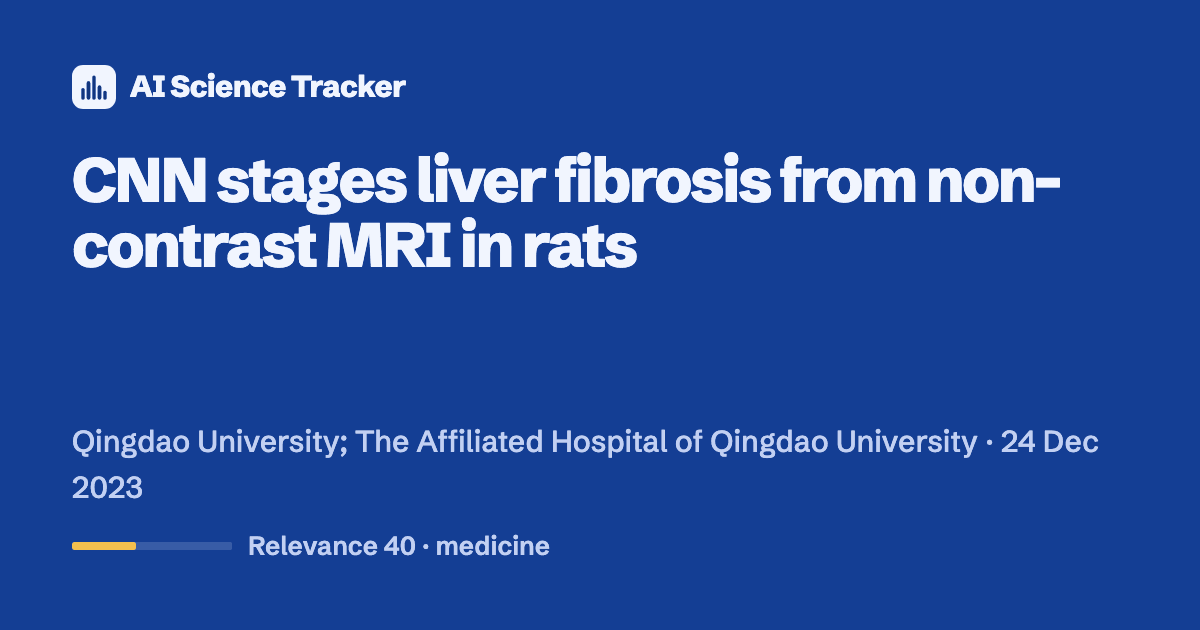 AI Science Tracker
CNN stages liver fibrosis from non-
contrast MRI in rats
Qingdao University; The Affiliated Hospital of Qingdao University · 24 Dec
2023
Relevance 40 · medicine